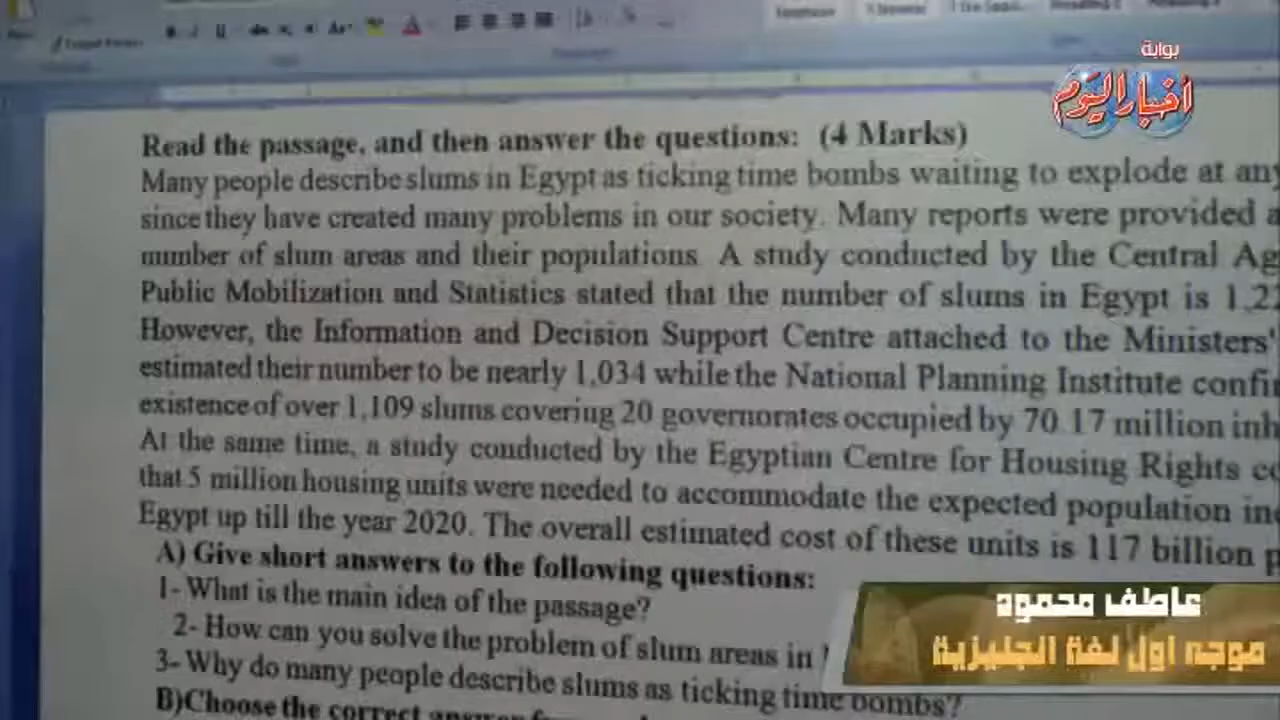 بوابة
أخبار اليوم
Read the passage, and then answer the questions: (4 Marks)
Many people describe slums in Egypt as ticking time bombs waiting to explode at any
since they have created many problems in our society. Many reports were provided
number of slum areas and their populations. A study conducted by the Central Ag
Public Mobilization and Statistics stated that the number of slums in Egypt is 1,2
However, the Information and Decision Support Centre attached to the Ministers'
estimated their number to be nearly 1,034 while the National Planning Institute confi
existence of over 1,109 slums covering 20 governorates occupied by 70.17 million inh
At the same time, a study conducted by the Egyptian Centre for Housing Rights co
that 5 million housing units were needed to accommodate the expected population in
Egypt up till the year 2020. The overall estimated cost of these units is 117 billion p
A) Give short answers to the following questions:
1- What is the main idea of the passage?
2- How can you solve the problem of slum areas in
3- Why do many people describe slums as ticking time bombs?
B)Choose the correct answer
عاطف محمود
موجه اول لغة انجليزية